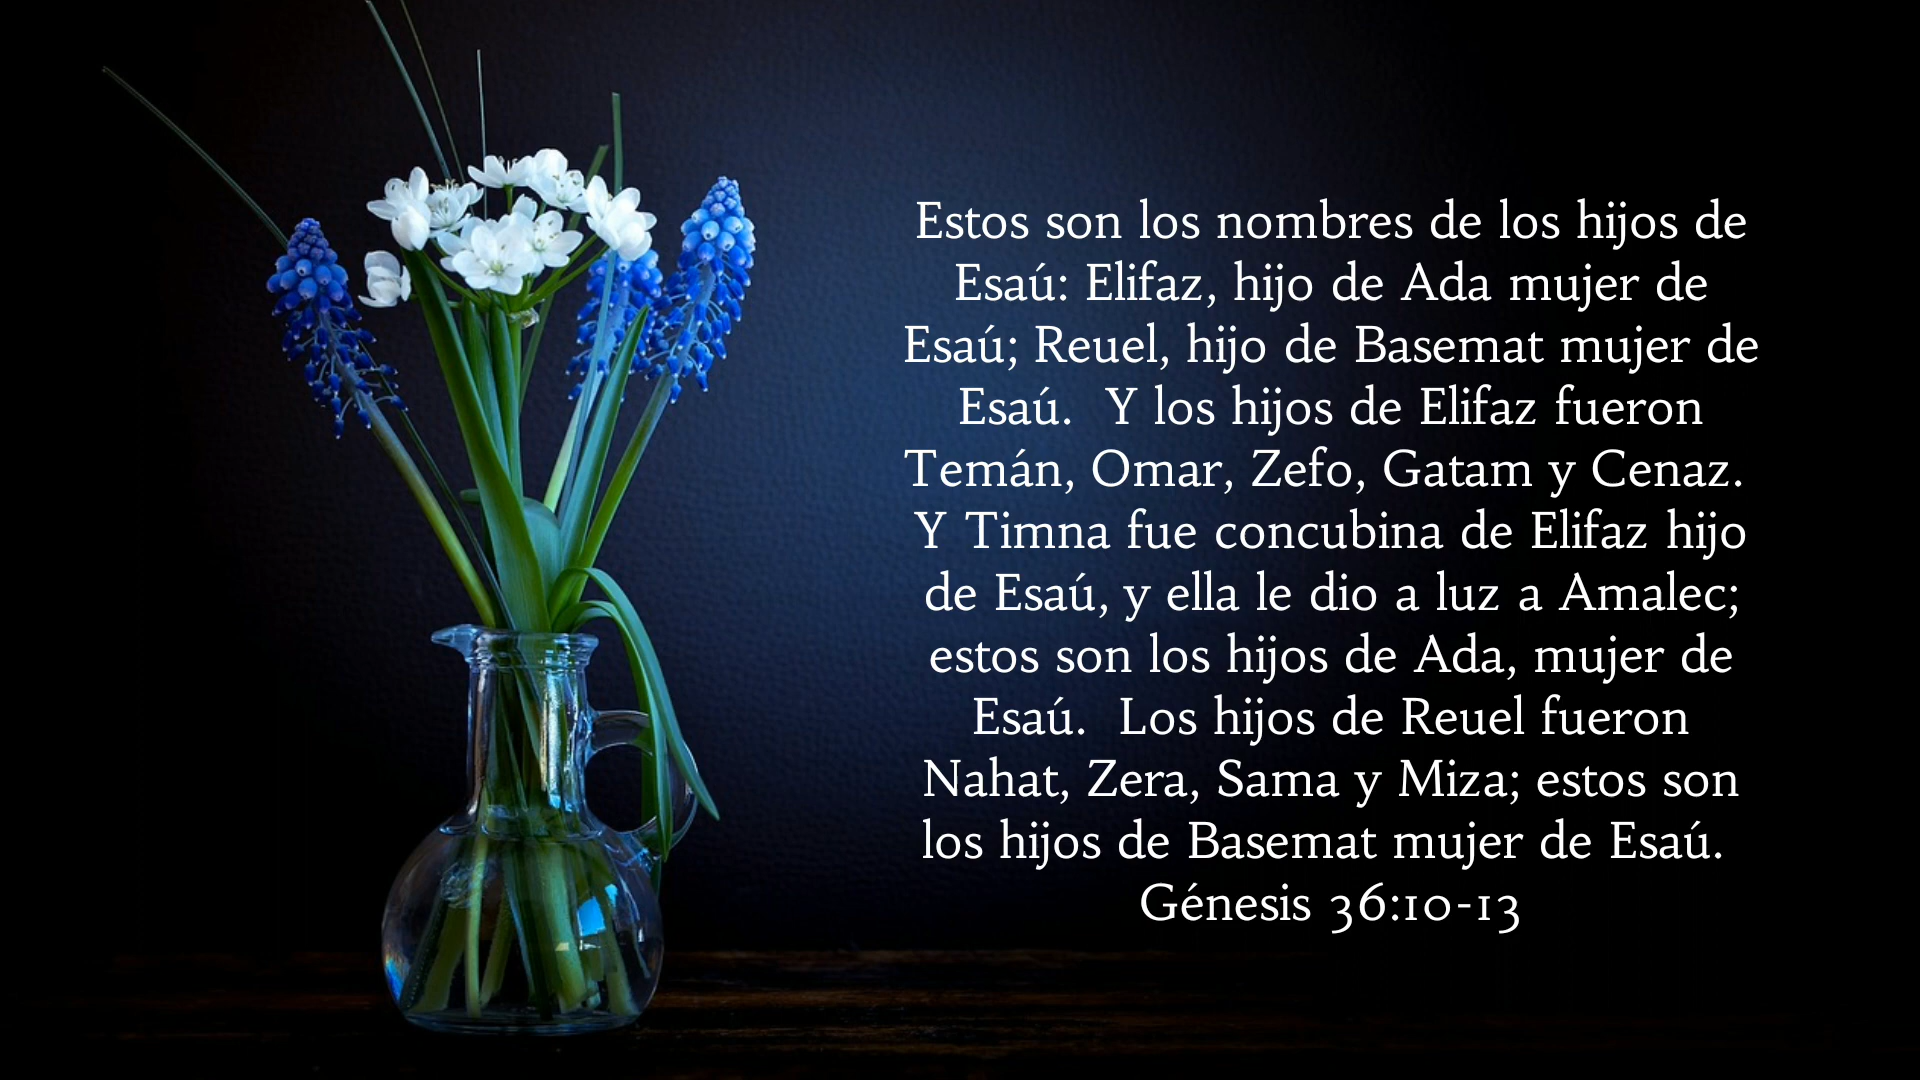 Estos son los nombres de los hijos de
Esaú: Elifaz, hijo de Ada mujer de
Esaú; Reuel, hijo de Basemat mujer de
Esaú.  Y los hijos de Elifaz fueron
Temán, Omar, Zefo, Gatam y Cenaz.
Y Timna fue concubina de Elifaz hijo
de Esaú, y ella le dio a luz a Amalec;
estos son los hijos de Ada, mujer de
Esaú.  Los hijos de Reuel fueron
Nahat, Zera, Sama y Miza; estos son
los hijos de Basemat mujer de Esaú.
Génesis 36:10-13